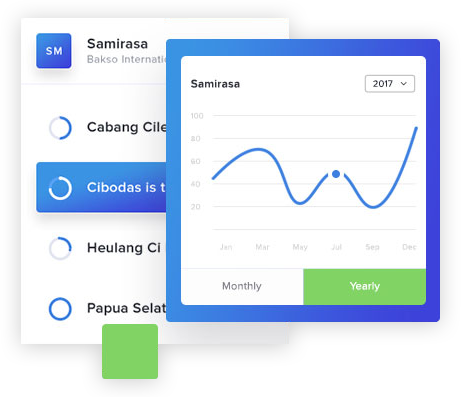 SM
Samirasa
Bakso Internatio
Cabang Cile
Cibodas is t
Heulang Ci
Papua Selat
Samirasa
2017
100
80
60
40
20
Jan Mar May Jul Sep Dec
Monthly Yearly